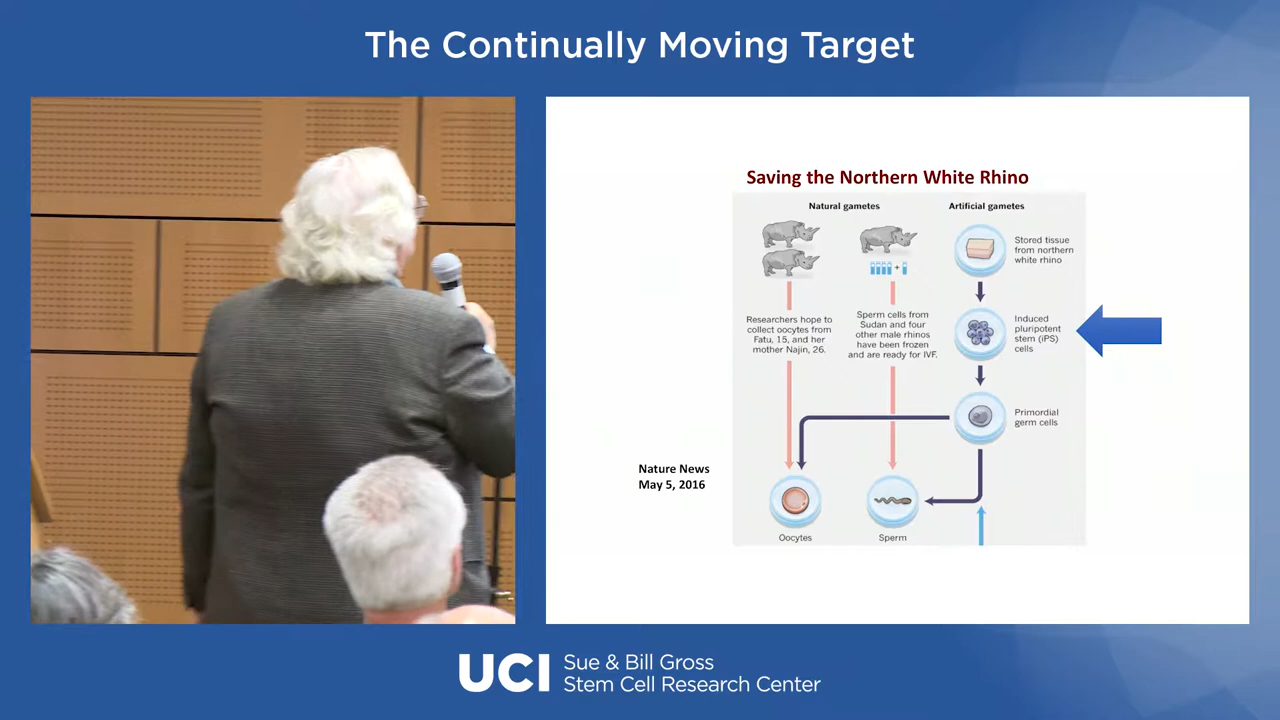 The Continually Moving Target
Saving the Northern White Rhino
Natural gametes
Artificial gametes
Stored tissue
from northern
white rhino
Researchers hope to
collect oocytes from
Fatu, 15, and her
mother Najin, 26.
Sperm cells from
Sudan and four
other male rhinos
have been frozen
and are ready for IVF.
Induced
pluripotent
stem (iPS)
cells
Primordial
germ cells
Nature News
May 5, 2016
Oocytes
Sperm
UCI
Sue & Bill Gross
Stem Cell Research Center